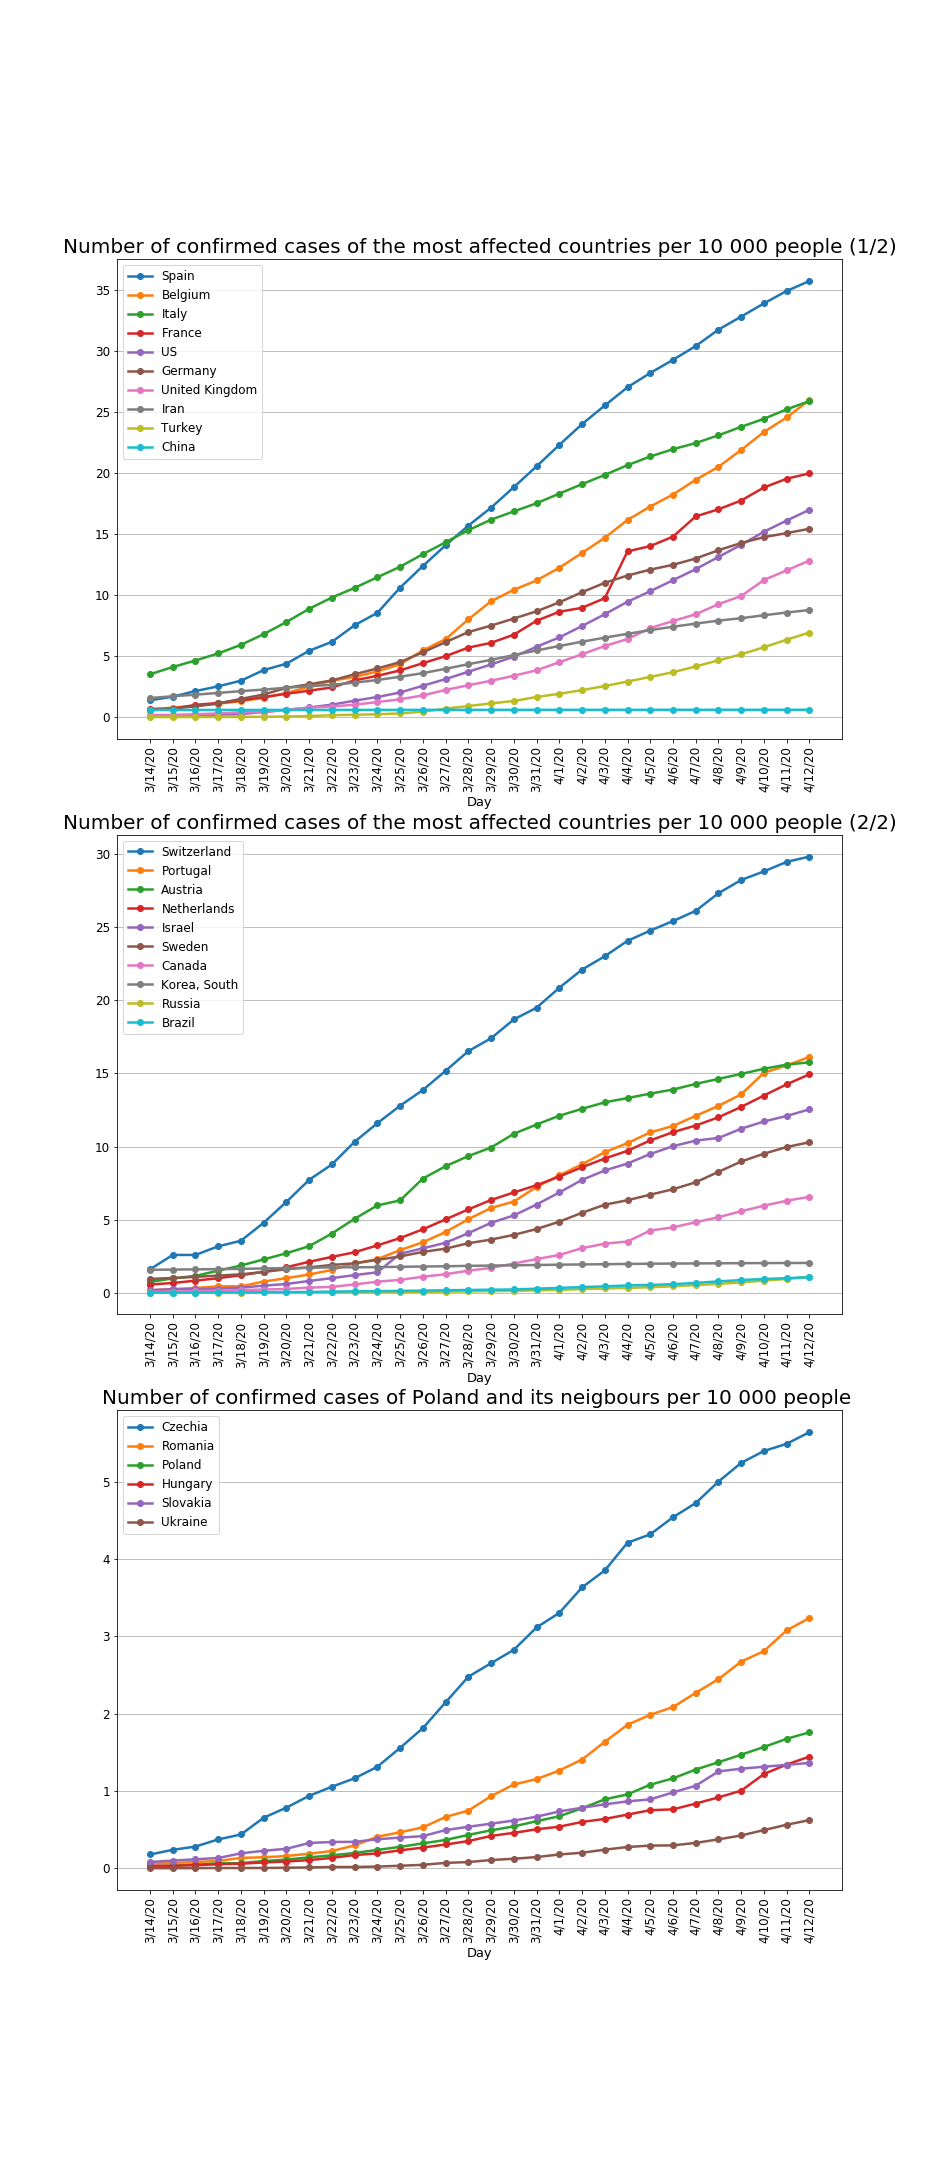 Number of confirmed cases of the most affected countries per 10 000 people (1/2)
Spain
Belgium
Italy
France
US
Germany
United Kingdom
Iran
Turkey
China
35
30
25
20
15
10
5
0
3/14/20 3/15/20 3/16/20 3/17/20 3/18/20 3/19/20 3/20/20 3/21/20 3/22/20 3/23/20 3/24/20 3/25/20 3/26/20 3/27/20 3/28/20 3/29/20 3/30/20 3/31/20 4/1/20 4/2/20 4/3/20 4/4/20 4/5/20 4/6/20 4/7/20 4/8/20 4/9/20 4/10/20 4/11/20 4/12/20
Day
Number of confirmed cases of the most affected countries per 10 000 people (2/2)
Switzerland
Portugal
Austria
Netherlands
Israel
Sweden
Canada
Korea, South
Russia
Brazil
30
25
20
15
10
5
0
3/14/20 3/15/20 3/16/20 3/17/20 3/18/20 3/19/20 3/20/20 3/21/20 3/22/20 3/23/20 3/24/20 3/25/20 3/26/20 3/27/20 3/28/20 3/29/20 3/30/20 3/31/20 4/1/20 4/2/20 4/3/20 4/4/20 4/5/20 4/6/20 4/7/20 4/8/20 4/9/20 4/10/20 4/11/20 4/12/20
Day
Number of confirmed cases of Poland and its neigbours per 10 000 people
Czechia
Romania
Poland
Hungary
Slovakia
Ukraine
5
4
3
2
1
0
3/14/20 3/15/20 3/16/20 3/17/20 3/18/20 3/19/20 3/20/20 3/21/20 3/22/20 3/23/20 3/24/20 3/25/20 3/26/20 3/27/20 3/28/20 3/29/20 3/30/20 3/31/20 4/1/20 4/2/20 4/3/20 4/4/20 4/5/20 4/6/20 4/7/20 4/8/20 4/9/20 4/10/20 4/11/20 4/12/20
Day